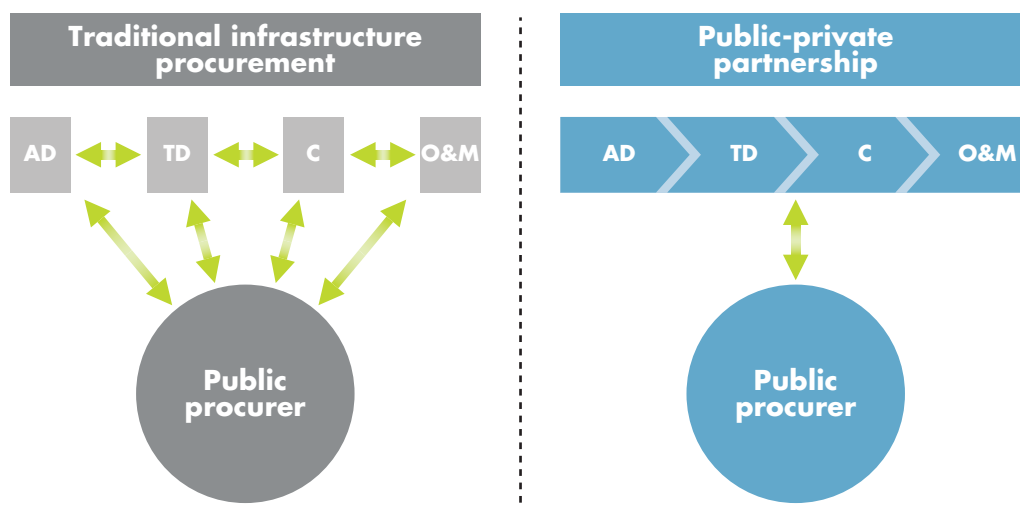 Traditional infrastructure
procurement
AD
TD
C
O&M
Public
procurer
Public-private
partnership
AD
TD
C
O&M
Public
procurer